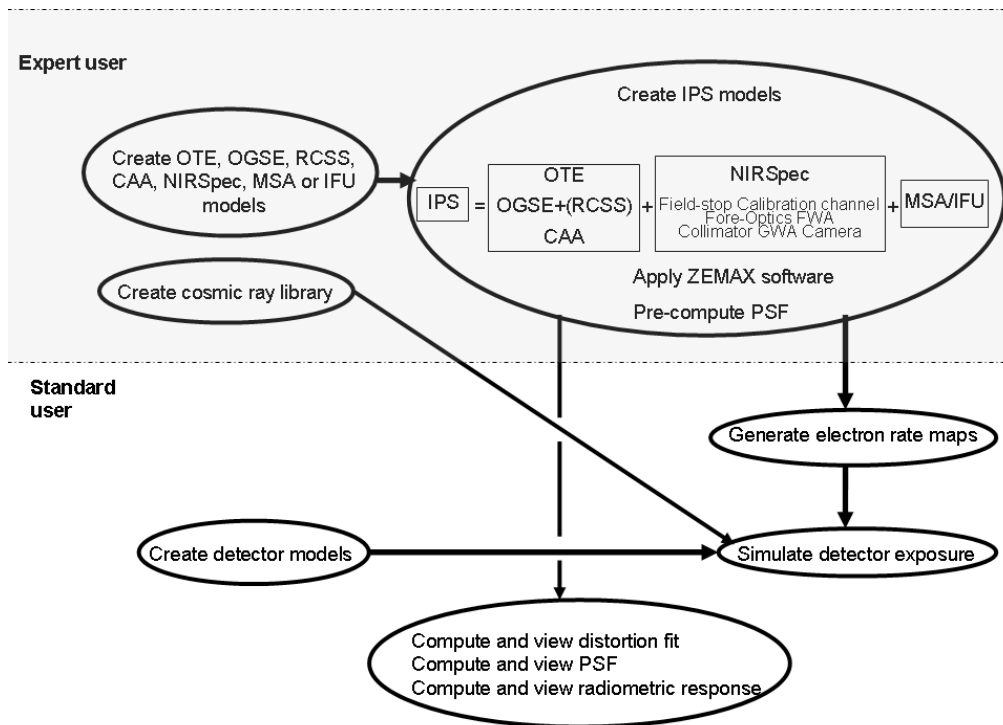 Expert user
Create IPS models
Create OTE, OGSE, RCSS,
CAA, NIRSpec, MSA or IFU
models
IPS
=
OTE
OGSE+(RCSS)
CAA
+
NIRSpec
Field-stop Calibration channel
Fore-Optics FWA
Collimator GWA Camera
+
MSA/IFU
Apply ZEMAX software
Pre-compute PSF
Create cosmic ray library
Standard
user
Generate electron rate maps
Create detector models
Simulate detector exposure
Compute and view distortion fit
Compute and view PSF
Compute and view radiometric response